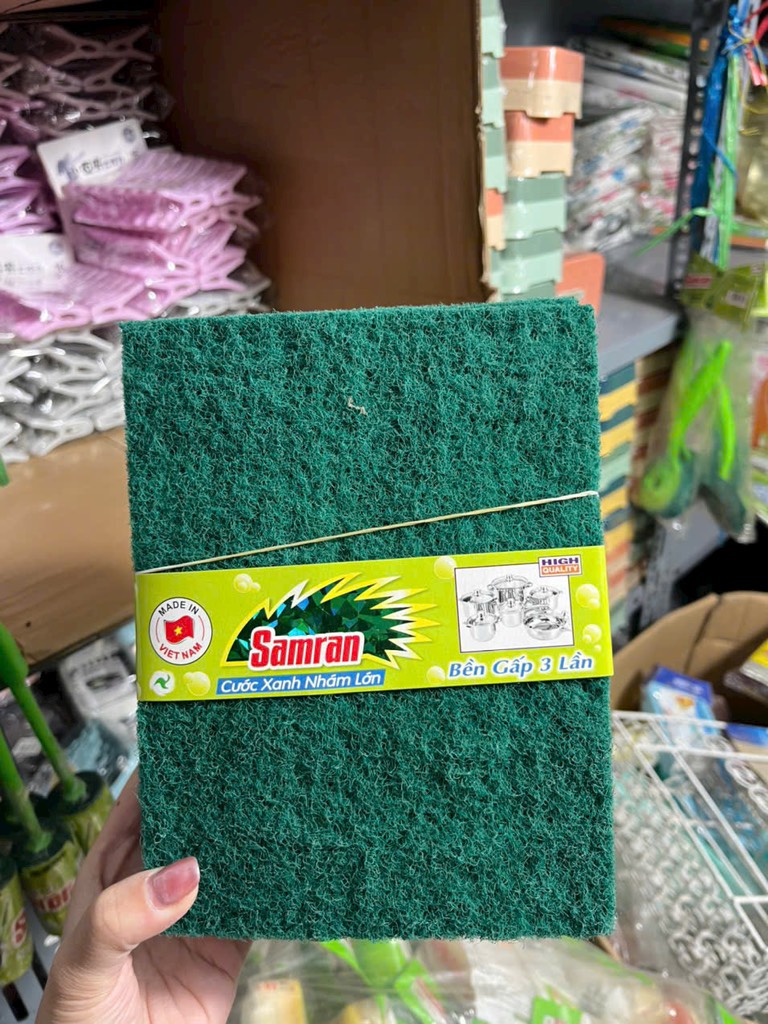 HIGH
QUALITY
MADE IN
VIET NAM
Samran
Cước Xanh Nhám Lớn
Bền Gấp 3 Lần